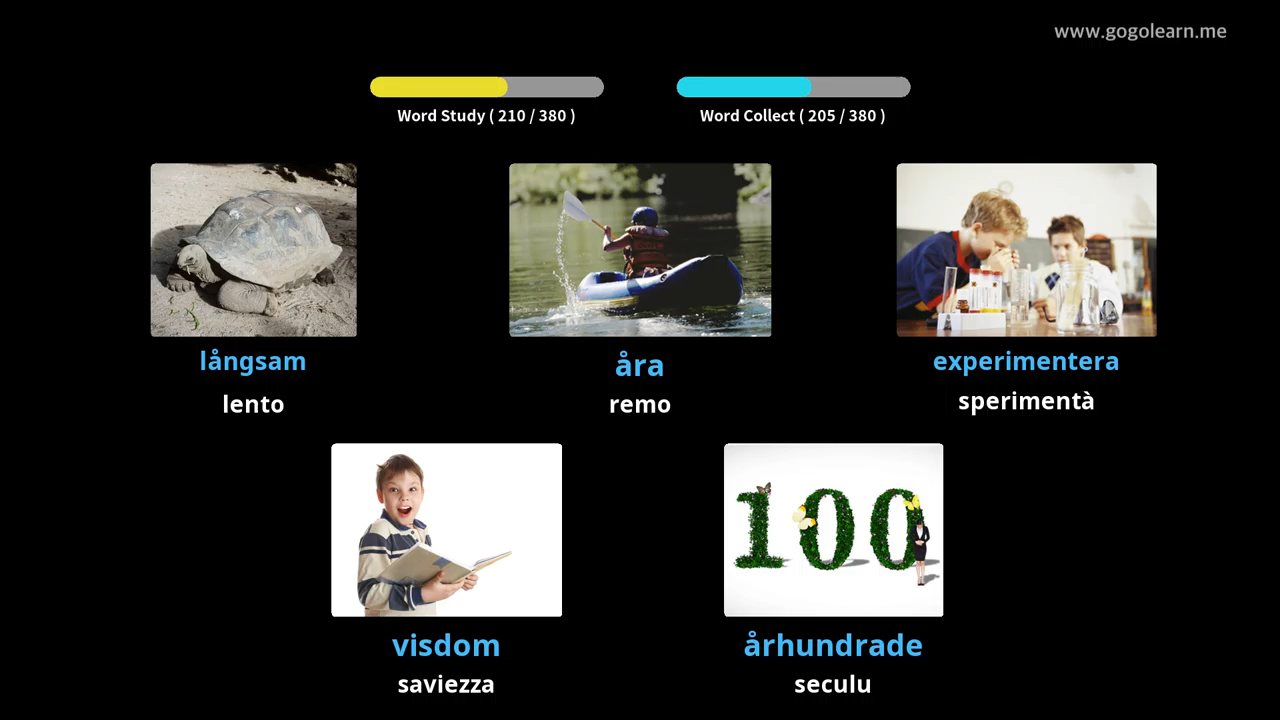 www.gogolearn.me
Word Study ( 210 / 380 )
Word Collect ( 205 / 380 )
långsam
åra
experimentera
lento
remo
sperimentà
100
visdom
århundrade
saviezza
seculu